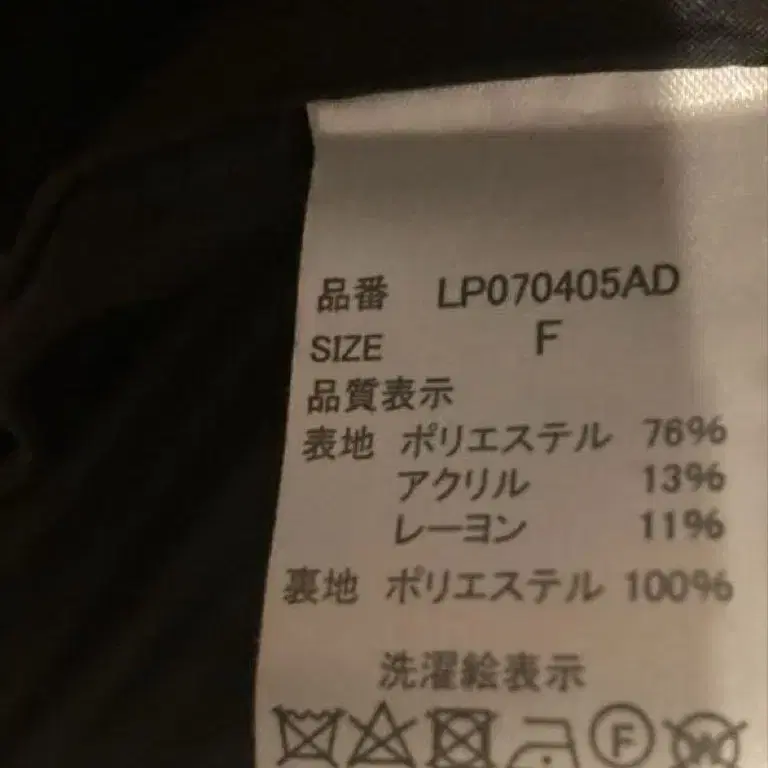 品番 LP070405AD
SIZE F
品質表示
表地 ポリエステル 76%
アクリル 13%
レーヨン 11%
裏地 ポリエステル 100%
洗濯絵表示
F W